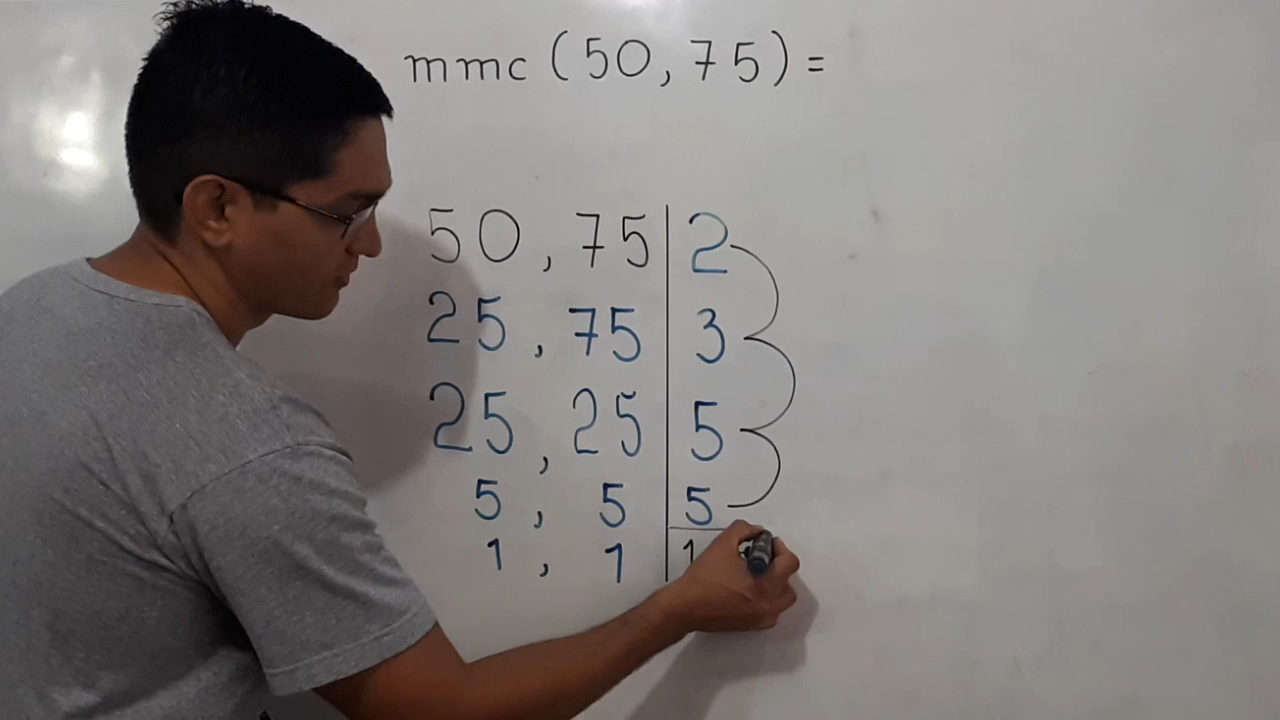 mmc (50,75) =
50, 75 | 2
25, 75 | 3
25, 25 | 5
5, 5 | 5
1, 1 | 1